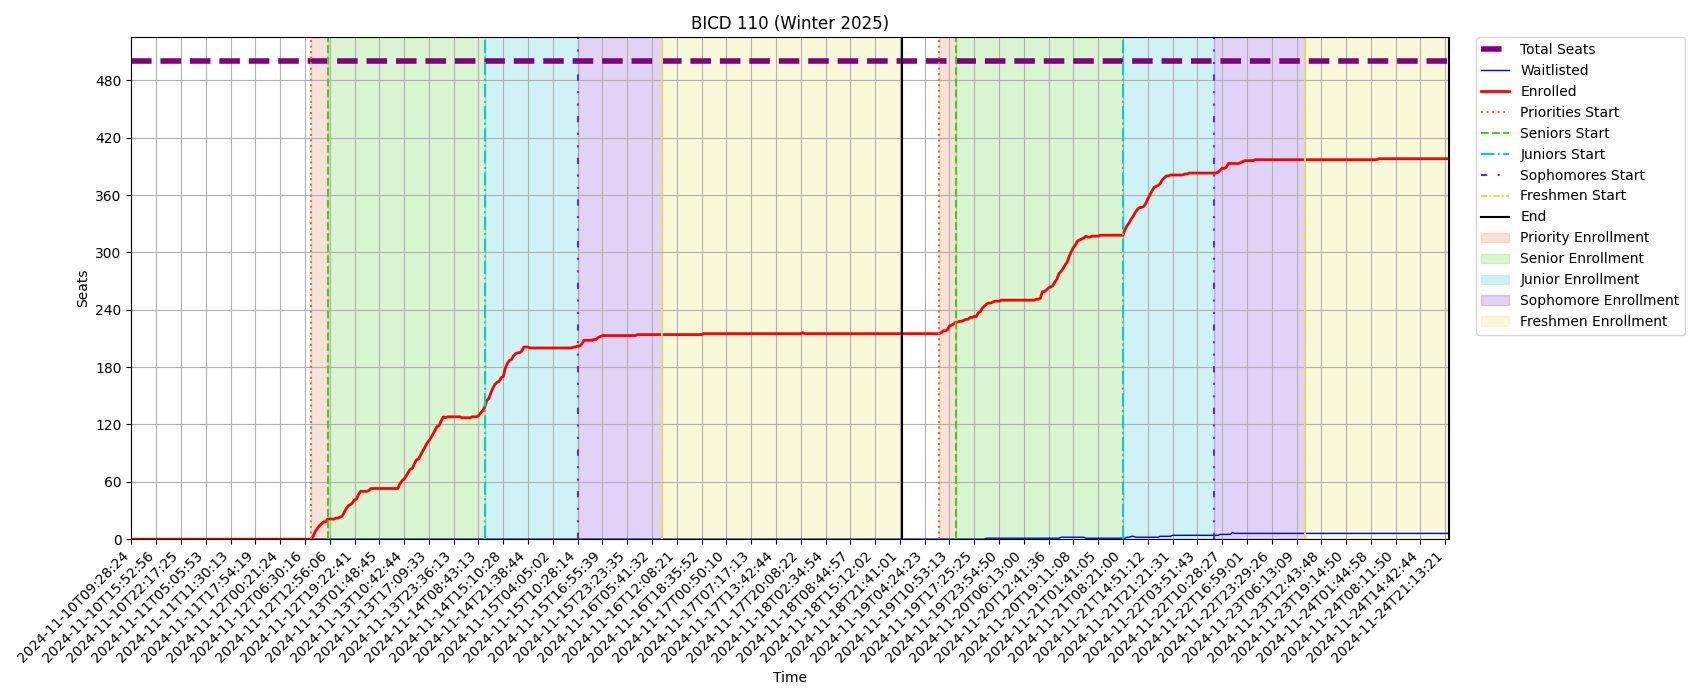 BICD 110 (Winter 2025)
Seats
480
420
360
300
240
180
120
60
0
2024-11-10T09:28:24
2024-11-10T15:52:56
2024-11-10T22:17:25
2024-11-11T05:05:53
2024-11-11T11:30:13
2024-11-11T17:54:19
2024-11-12T00:21:24
2024-11-12T06:30:16
2024-11-12T12:56:06
2024-11-12T19:22:41
2024-11-13T01:48:45
2024-11-13T10:42:44
2024-11-13T17:09:33
2024-11-13T23:36:13
2024-11-14T08:43:13
2024-11-14T15:10:28
2024-11-14T21:38:44
2024-11-15T04:05:02
2024-11-15T10:28:14
2024-11-15T16:55:39
2024-11-15T23:23:35
2024-11-16T05:41:32
2024-11-16T12:08:21
2024-11-16T18:35:52
2024-11-17T00:50:10
2024-11-17T07:17:13
2024-11-17T13:42:44
2024-11-17T20:08:22
2024-11-18T02:34:54
2024-11-18T08:44:57
2024-11-18T15:12:02
2024-11-18T21:41:01
2024-11-19T04:24:23
2024-11-19T10:53:13
2024-11-19T17:25:25
2024-11-19T23:54:50
2024-11-20T06:13:00
2024-11-20T12:41:36
2024-11-20T19:11:08
2024-11-21T01:41:05
2024-11-21T08:21:00
2024-11-21T14:51:12
2024-11-21T21:21:31
2024-11-22T03:51:43
2024-11-22T10:28:27
2024-11-22T16:59:01
2024-11-22T23:29:26
2024-11-23T06:13:09
2024-11-23T12:43:48
2024-11-23T19:14:50
2024-11-24T01:44:58
2024-11-24T08:11:50
2024-11-24T14:42:44
2024-11-24T21:13:21
Time
Total Seats
Waitlisted
Enrolled
Priorities Start
Seniors Start
Juniors Start
Sophomores Start
Freshmen Start
End
Priority Enrollment
Senior Enrollment
Junior Enrollment
Sophomore Enrollment
Freshmen Enrollment